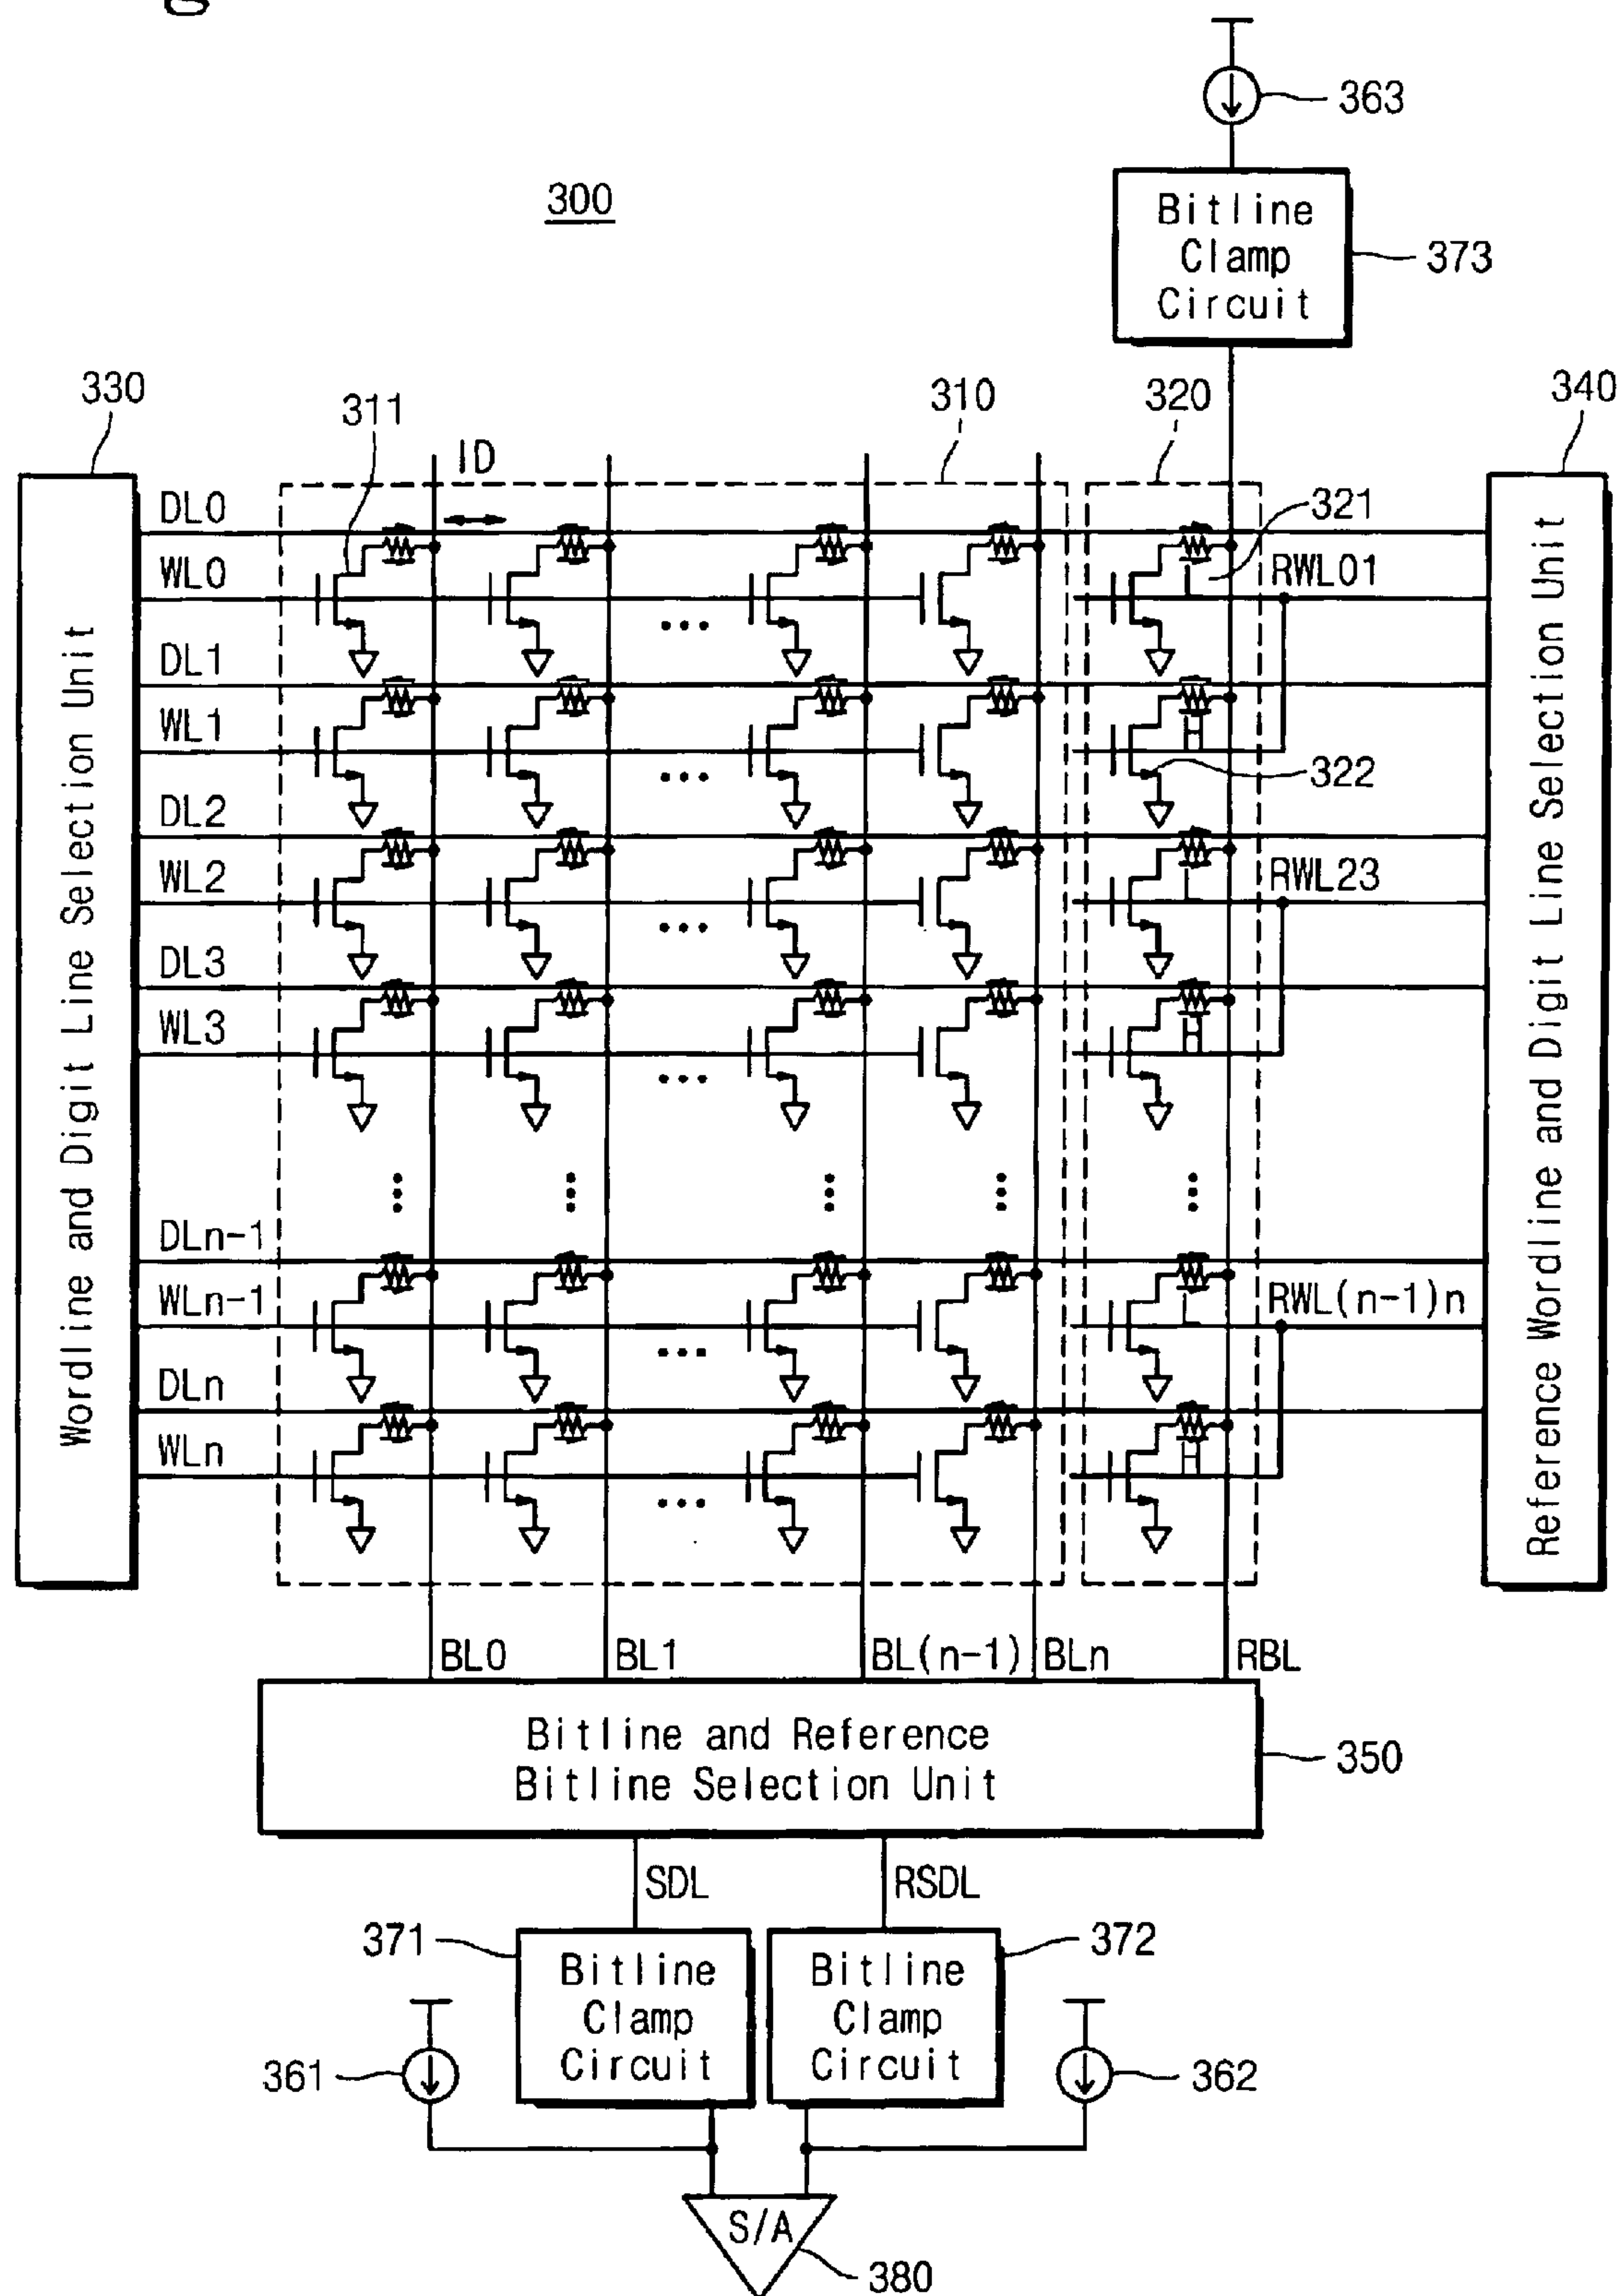 g
363
300
Bitline
Clamp
Circuit
373
330
311
310
320
340
ID
321
DL0
WL0
RWL01
L
DL1
WL1
H
322
DL2
WL2
RWL23
L
DL3
WL3
H
DLn-1
WLn-1
RWL(n-1)n
L
DLn
WLn
H
Wordline and Digit Line Selection Unit
Reference Wordline and Digit Line Selection Unit
BL0
BL1
BL(n-1)
BLn
RBL
Bitline and Reference
Bitline Selection Unit
350
SDL
RSDL
371
Bitline
Clamp
Circuit
Bitline
Clamp
Circuit
372
361
362
S/A
380